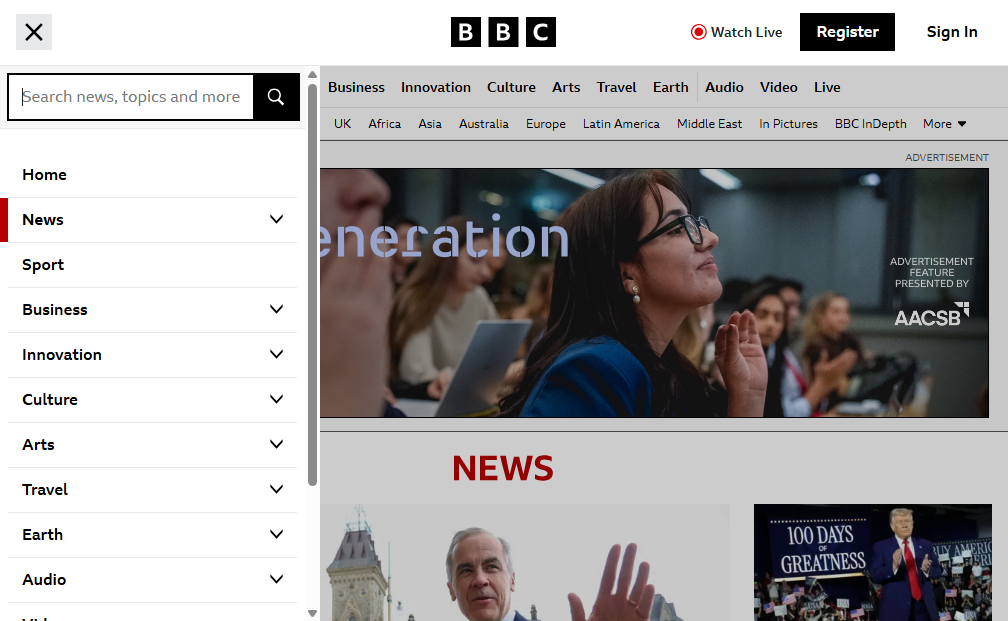 BBC
Watch Live
Register
Sign In
Search news, topics and more
Business Innovation Culture Arts Travel Earth Audio Video Live
UK Africa Asia Australia Europe Latin America Middle East In Pictures BBC InDepth More
ADVERTISEMENT
Home
News
Sport
Business
Innovation
Culture
Arts
Travel
Earth
Audio
eneration
ADVERTISEMENT
FEATURE
PRESENTED BY
AACSB
NEWS
100 DAYS
OF
GREATNESS